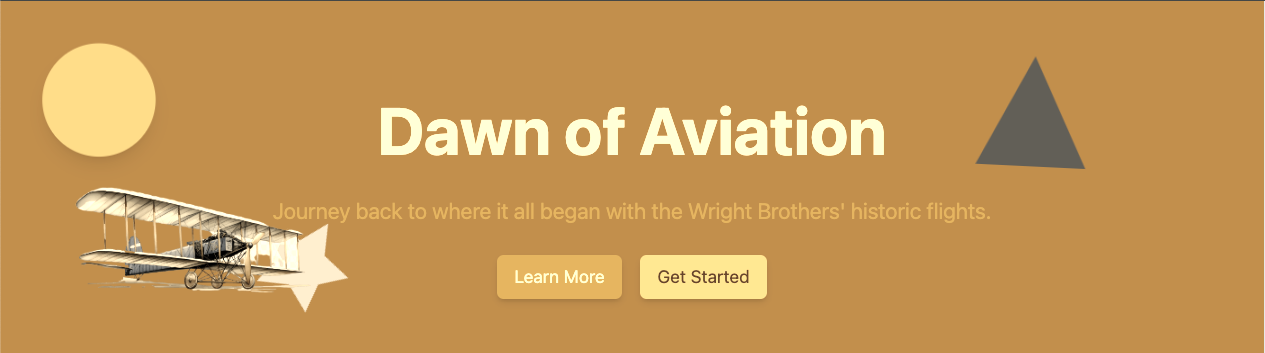 Dawn of Aviation
Journey back to where it all began with the Wright Brothers' historic flights.
Learn More
Get Started